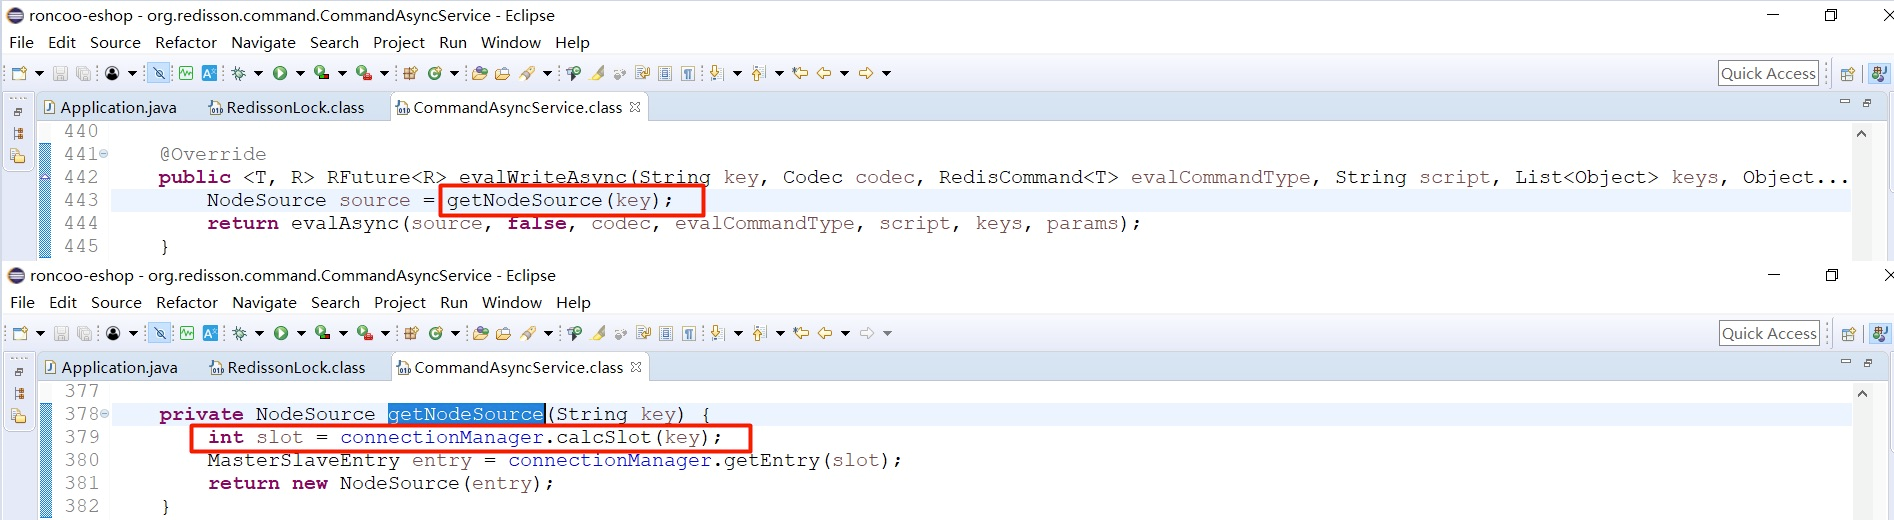 roncoo-eshop - org.redisson.command.CommandAsyncService - Eclipse
File Edit Source Refactor Navigate Search Project Run Window Help
Quick Access
Application.java RedissonLock.class CommandAsyncService.class
440
441 @Override
442 public <T, R> RFuture<R> evalWriteAsync(String key, Codec codec, RedisCommand<T> evalCommandType, String script, List<Object> keys, Object...
443 NodeSource source = getNodeSource(key);
444 return evalAsync(source, false, codec, evalCommandType, script, keys, params);
445 }
roncoo-eshop - org.redisson.command.CommandAsyncService - Eclipse
File Edit Source Refactor Navigate Search Project Run Window Help
Quick Access
Application.java RedissonLock.class CommandAsyncService.class
377
378 private NodeSource getNodeSource(String key) {
379 int slot = connectionManager.calcSlot(key);
380 MasterSlaveEntry entry = connectionManager.getEntry(slot);
381 return new NodeSource(entry);
382 }